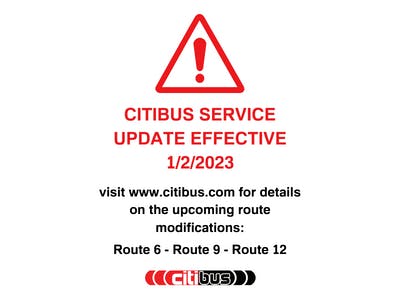 CITIBUS SERVICE
UPDATE EFFECTIVE
1/2/2023
visit www.citibus.com for details
on the upcoming route
modifications:
Route 6 - Route 9 - Route 12
citibus